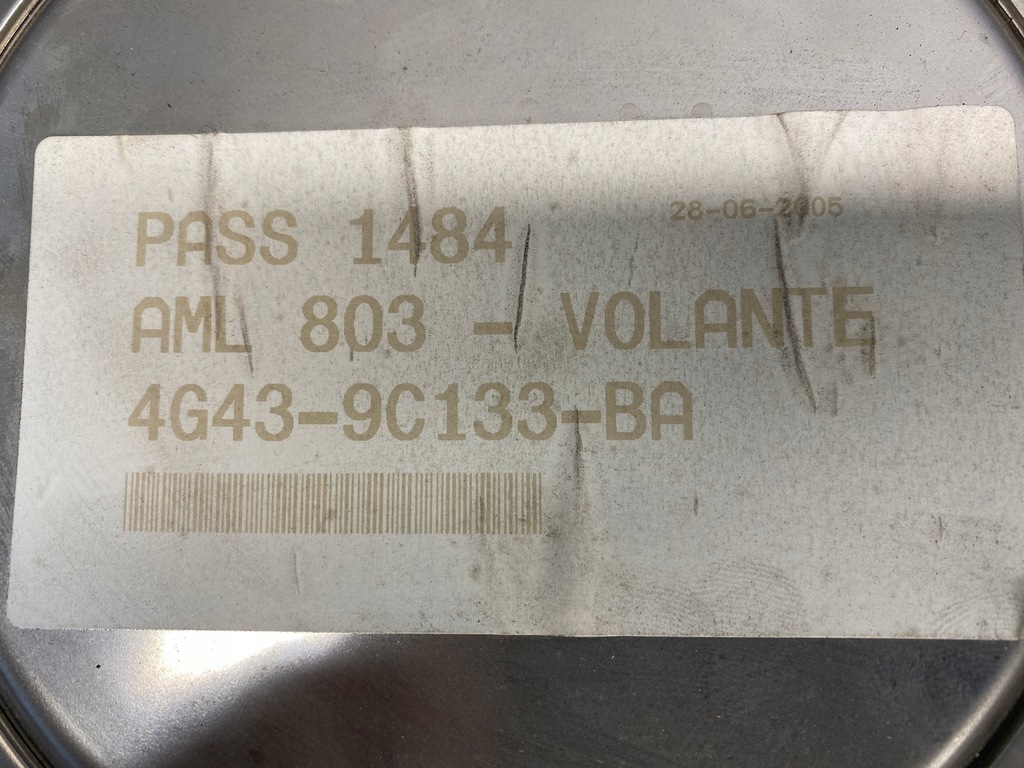 28-06-2005
PASS 1484
AML 803 - VOLANTE
4G43-9C133-BA